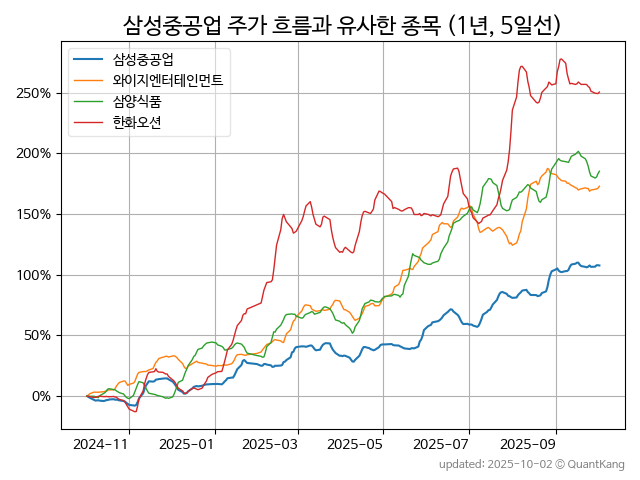 삼성중공업 주가 흐름과 유사한 종목 (1년, 5일선)
삼성중공업
와이지엔터테인먼트
삼양식품
한화오션
250%
200%
150%
100%
50%
0%
2024-11
2025-01
2025-03
2025-05
2025-07
2025-09
updated: 2025-10-02 © QuantKang